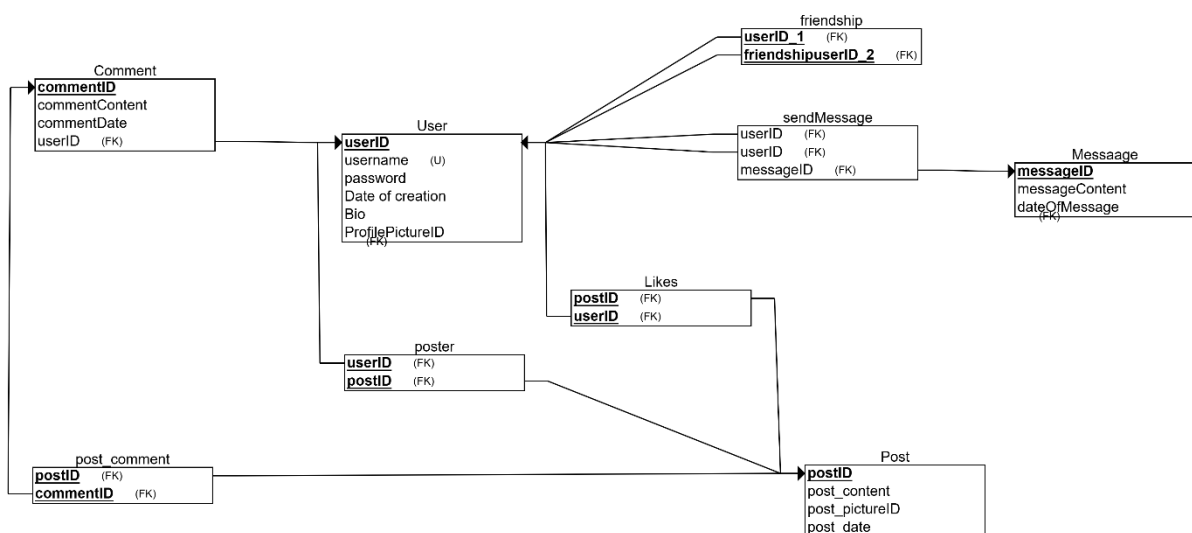 friendship
userID_1 (FK)
friendshipuserID_2 (FK)
Comment
commentID
commentContent
commentDate
userID (FK)
User
userID
username (U)
password
Date of creation
Bio
ProfilePictureID
(FK)
sendMessage
userID (FK)
userID (FK)
messageID (FK)
Messaage
messageID
messageContent
dateOfMessage
(FK)
Likes
postID (FK)
userID (FK)
poster
userID (FK)
postID (FK)
post_comment
postID (FK)
commentID (FK)
Post
postID
post_content
post_pictureID
post_date